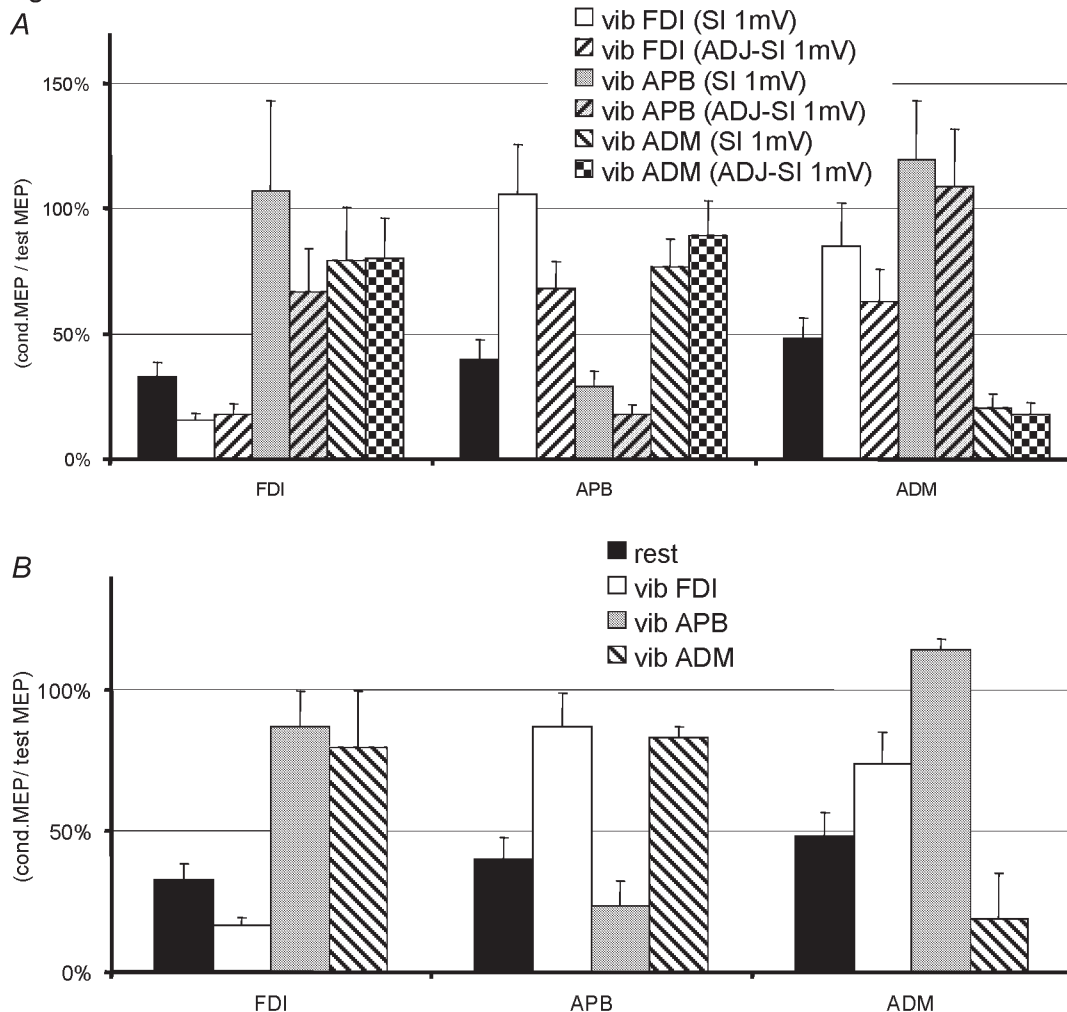 A
vib FDI (SI 1mV)
vib FDI (ADJ-SI 1mV)
vib APB (SI 1mV)
vib APB (ADJ-SI 1mV)
vib ADM (SI 1mV)
vib ADM (ADJ-SI 1mV)
(cond.MEP / test MEP)
150%
100%
50%
0%
FDI
APB
ADM
B
rest
vib FDI
vib APB
vib ADM
(cond.MEP/ test MEP)
100%
50%
0%
FDI
APB
ADM